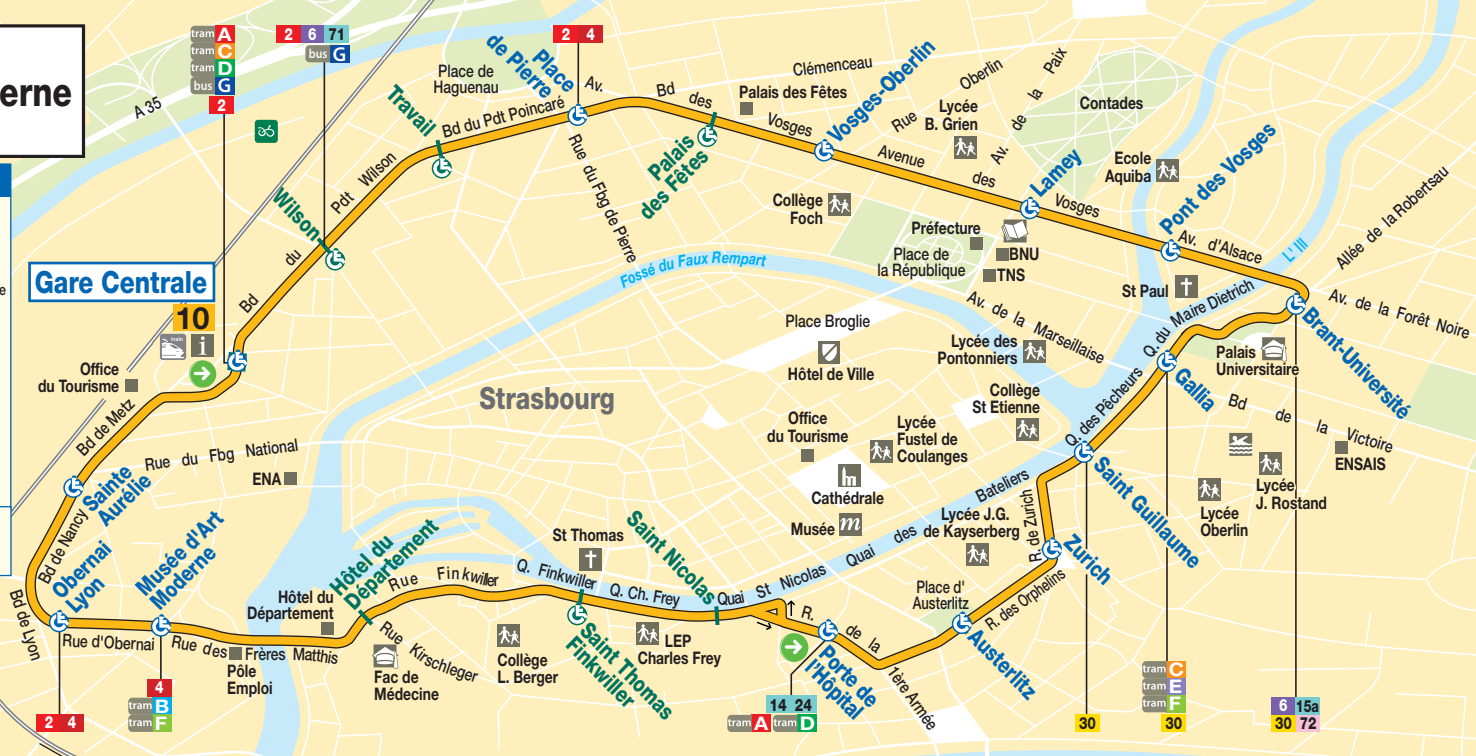 erne
e
A 35
tram A
tram C
tram D
bus G
2
2 6 71
bus G
2 4
Place de
Haguenau
Place
de Pierre
Av.
Bd des
Clémenceau
Palais des Fêtes
Vosges
Vosges-Oberlin
Rue Oberlin
Av. de la Paix
Contades
Lycée
B. Grien
Travail
Bd du Pdt Poincaré
Rue du Fbg de Pierre
Palais
des Fêtes
Avenue des Vosges
Lamey
Ecole
Aquiba
Pont des Vosges
Wilson
Bd du Pdt Wilson
Collège
Foch
Préfecture
Place de
la République
BNU
TNS
Av. d'Alsace
L'Ill
Allée de la Robertsau
Gare Centrale
10
train
i
Fossé du Faux Rempart
St Paul
Q. du Maire Dietrich
Av. de la Forêt Noire
Brant-Université
Av. de la Marseillaise
Place Broglie
Hôtel de Ville
Lycée des
Pontonniers
Palais
Universitaire
Gallia
Office
du Tourisme
Strasbourg
Collège
St Etienne
Q. des Pêcheurs
Bd de la Victoire
ENSAIS
Bd de Metz
Rue du Fbg National
ENA
Office
du Tourisme
Lycée
Fustel de
Coulanges
Cathédrale
Musée m
Saint Guillaume
Lycée
J. Rostand
Lycée
Oberlin
Sainte
Aurélie
Bd de Nancy
Quai des Bateliers
Lycée J.G.
de Kayserberg
R. de Zurich
Zurich
Obernai
Lyon
Musée d'Art
Moderne
Hôtel du
Département
Hôtel du
Département
St Thomas
Saint Nicolas
Rue Finkwiller
Q. Finkwiller
Q. Ch. Frey
Quai St Nicolas
Place d'
Austerlitz
R. des Orphelins
Austerlitz
Bd de Lyon
Rue d'Obernai
Rue des Frères Matthis
Pôle
Emploi
Rue Kirschleger
Fac de
Médecine
Collège
L. Berger
Saint Thomas
Finkwiller
LEP
Charles Frey
R. de la 1ère Armée
Porte de
l'Hôpital
2 4
4
tram B
tram F
14 24
tram A tram D
30
tram C
tram E
tram F
30
6 15a
30 72